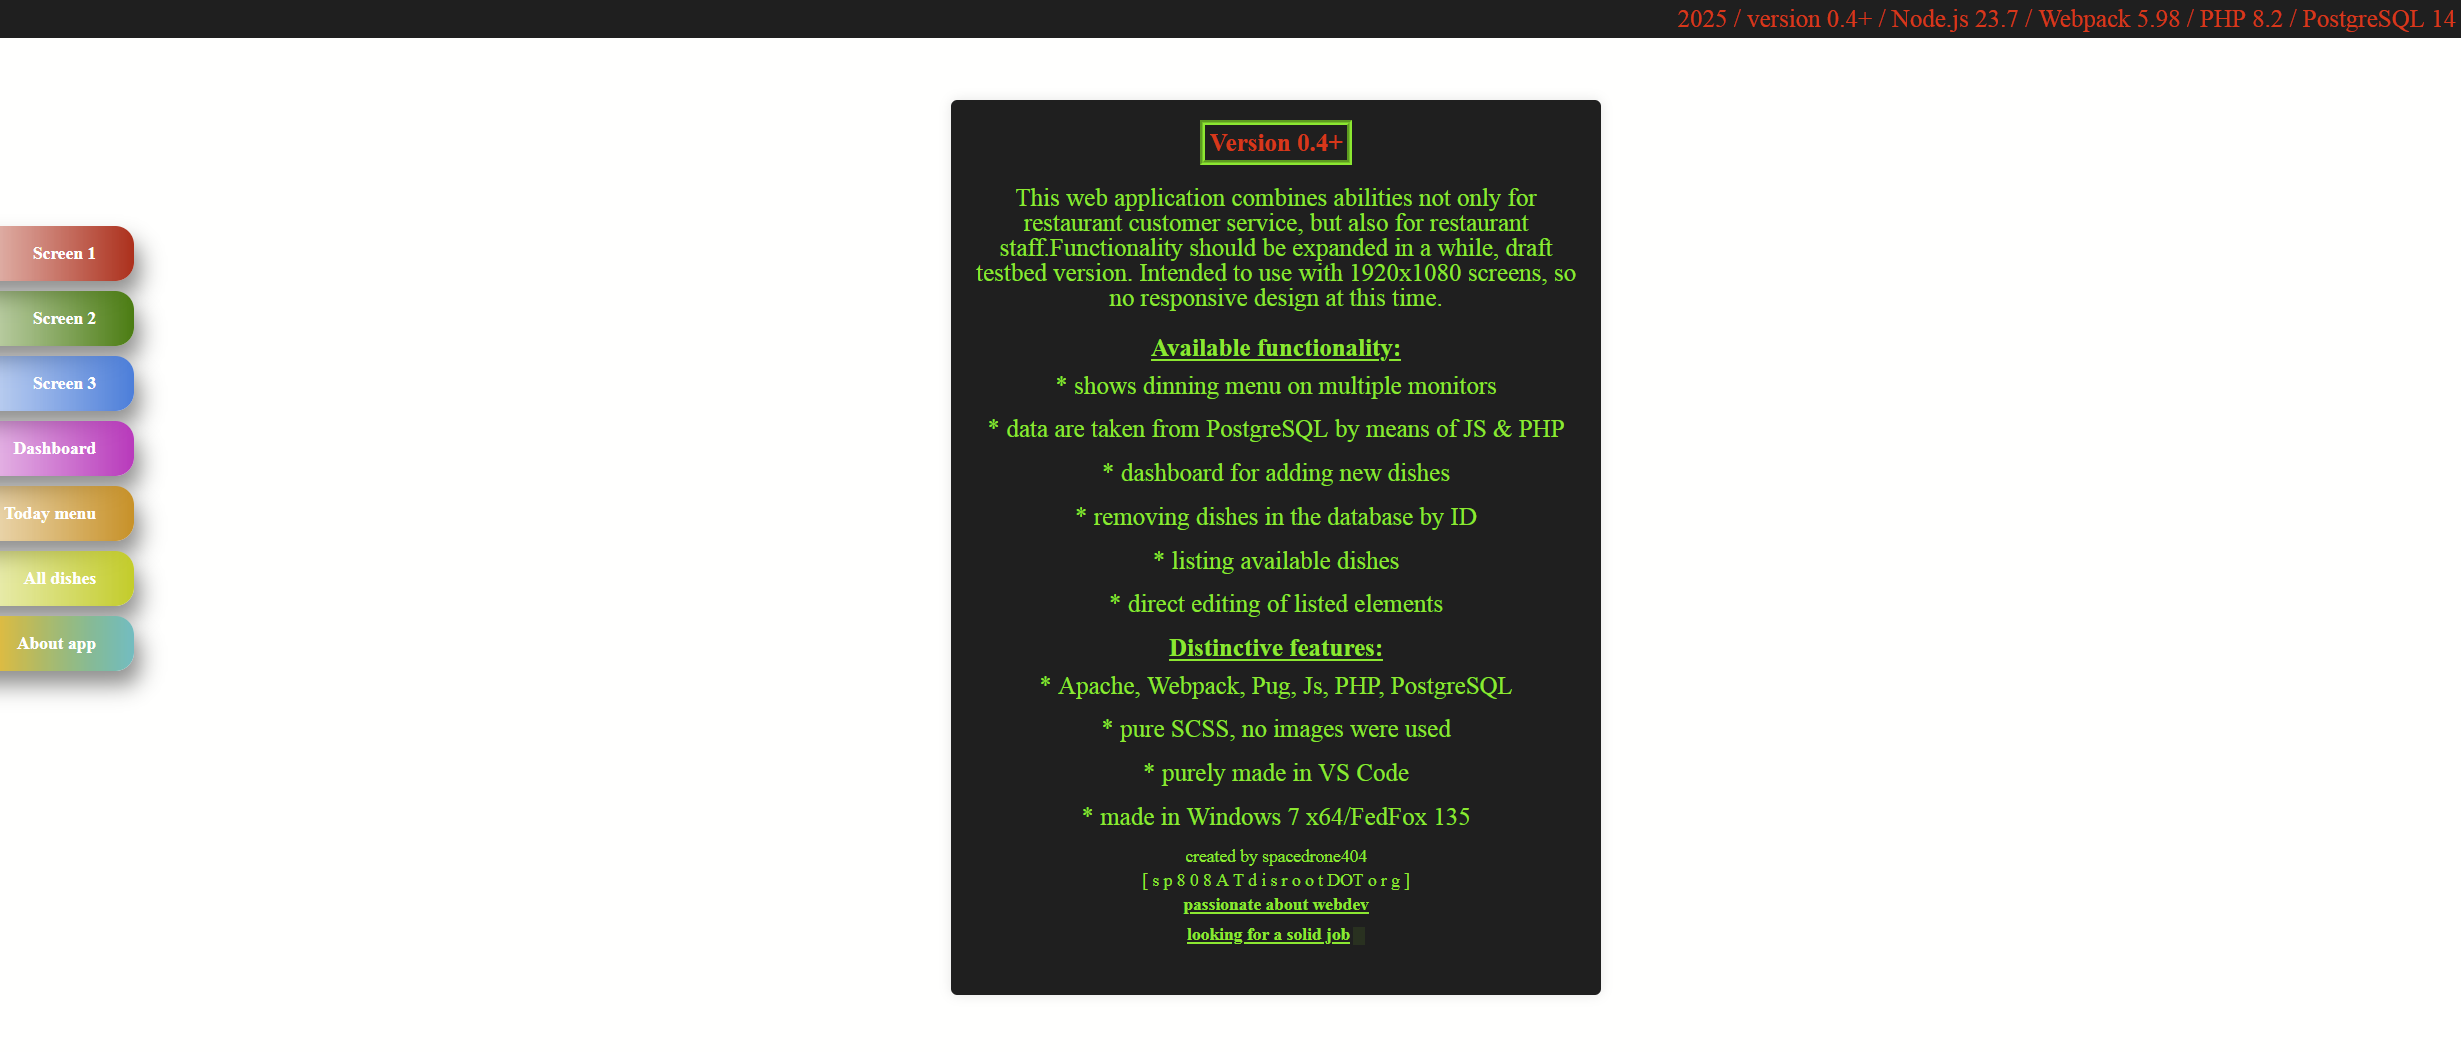 2025 / version 0.4+ / Node.js 23.7 / Webpack 5.98 / PHP 8.2 / PostgreSQL 14
Screen 1
Screen 2
Screen 3
Dashboard
Today menu
All dishes
About app
Version 0.4+
This web application combines abilities not only for
restaurant customer service, but also for restaurant
staff.Functionality should be expanded in a while, draft
testbed version. Intended to use with 1920x1080 screens, so
no responsive design at this time.
Available functionality:
* shows dinning menu on multiple monitors
* data are taken from PostgreSQL by means of JS & PHP
* dashboard for adding new dishes
* removing dishes in the database by ID
* listing available dishes
* direct editing of listed elements
Distinctive features:
* Apache, Webpack, Pug, Js, PHP, PostgreSQL
* pure SCSS, no images were used
* purely made in VS Code
* made in Windows 7 x64/FedFox 135
created by spacedrone404
[ s p 8 0 8 A T d i s r o o t DOT o r g ]
passionate about webdev
looking for a solid job